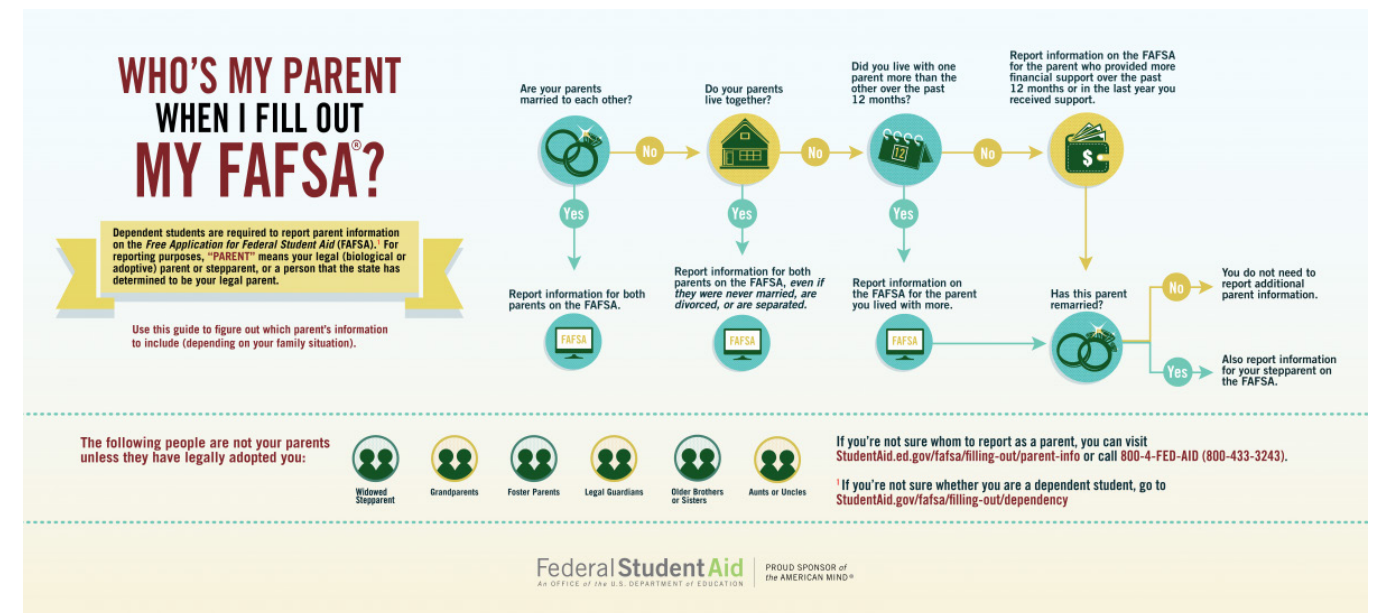 WHO'S MY PARENT
WHEN I FILL OUT
MY FAFSA®?
Dependent students are required to report parent information
on the Free Application for Federal Student Aid (FAFSA).¹ For
reporting purposes, "PARENT" means your legal (biological or
adoptive) parent or stepparent, or a person that the state has
determined to be your legal parent.
Use this guide to figure out which parent's information
to include (depending on your family situation).
Are your parents
married to each other?
No
Do your parents
live together?
No
Did you live with one
parent more than the
other over the past
12 months?
12
No
Report information on the FAFSA
for the parent who provided more
financial support over the past
12 months or in the last year you
received support.
$
Yes
Yes
Yes
Report information for both
parents on the FAFSA.
FAFSA
Report information for both
parents on the FAFSA, even if
they were never married, are
divorced, or are separated.
FAFSA
Report information on
the FAFSA for the parent
you lived with more.
FAFSA
Has this parent
remarried?
No
You do not need to
report additional
parent information.
Yes
Also report information
for your stepparent on
the FAFSA.
The following people are not your parents
unless they have legally adopted you:
Widowed
Stepparent
Grandparents
Foster Parents
Legal Guardians
Older Brothers
or Sisters
Aunts or Uncles
If you're not sure whom to report as a parent, you can visit
StudentAid.ed.gov/fafsa/filling-out/parent-info or call 800-4-FED-AID (800-433-3243).
¹ If you're not sure whether you are a dependent student, go to
StudentAid.gov/fafsa/filling-out/dependency
Federal Student Aid
An OFFICE of the U.S. DEPARTMENT of EDUCATION
PROUD SPONSOR of
the AMERICAN MIND®